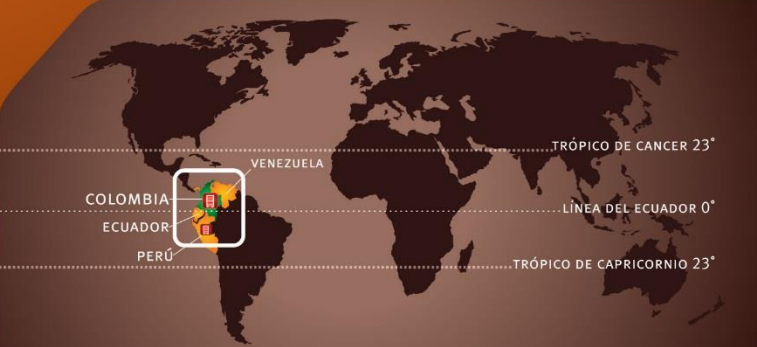 TRÓPICO DE CANCER 23°
VENEZUELA
COLOMBIA
LÍNEA DEL ECUADOR 0°
ECUADOR
PERÚ
TRÓPICO DE CAPRICORNIO 23°